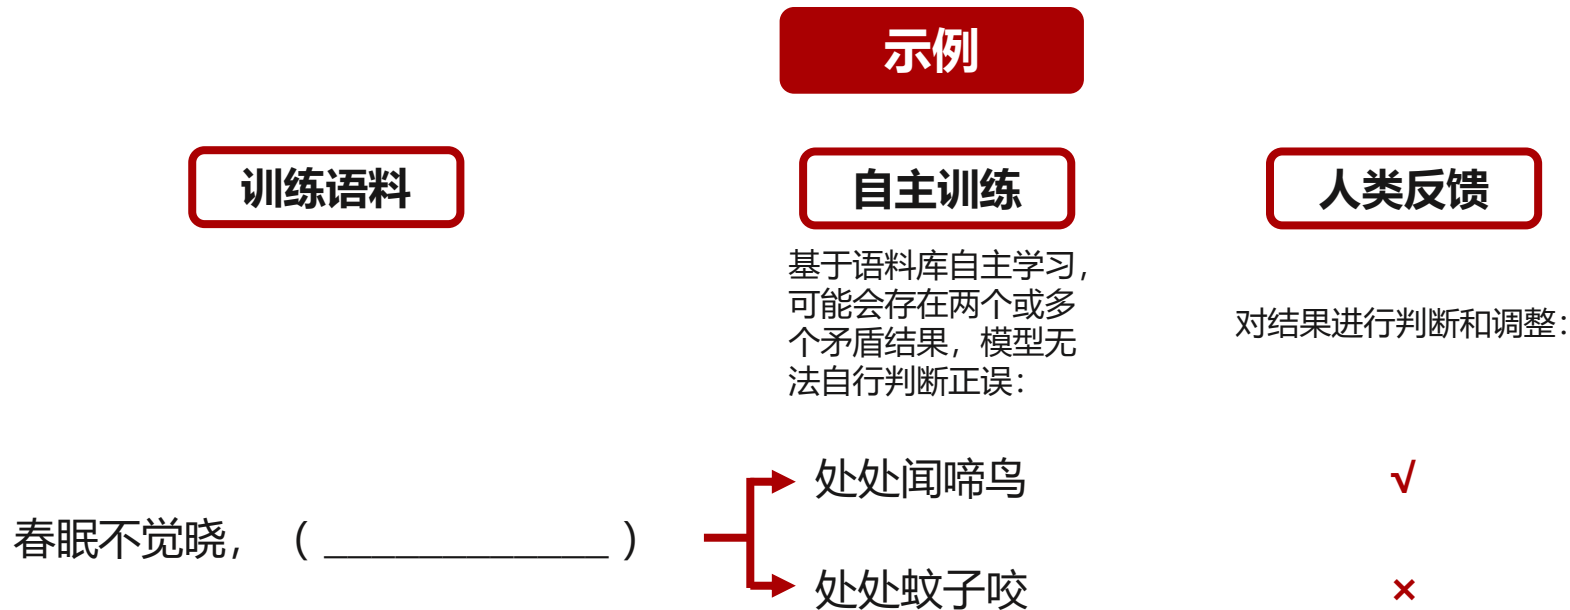 示例
训练语料
自主训练
人类反馈
基于语料库自主学习，
可能会存在两个或多
个矛盾结果，模型无
法自行判断正误：
对结果进行判断和调整：
春眠不觉晓，（____________）
处处闻啼鸟
√
处处蚊子咬
×